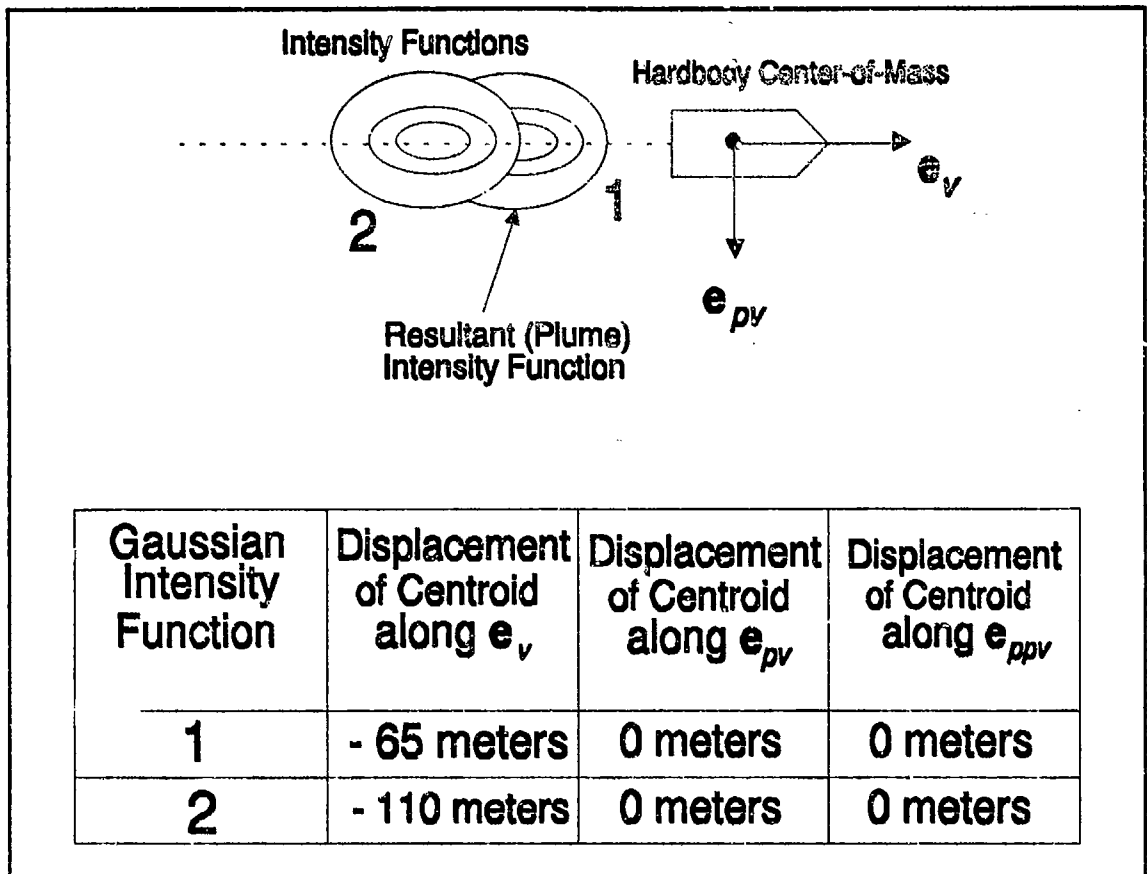 Intensity Functions
Hardbody Center-of-Mass
1
2
e_v
e_pv
Resultant (Plume)
Intensity Function
Gaussian
Intensity
Function
Displacement
of Centroid
along e_v
Displacement
of Centroid
along e_pv
Displacement
of Centroid
along e_ppv
1
- 65 meters
0 meters
0 meters
2
- 110 meters
0 meters
0 meters